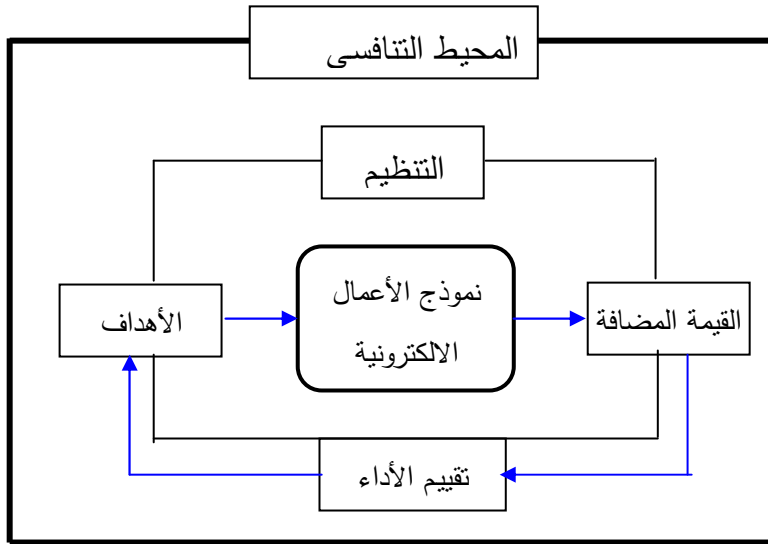 المحيط التنافسى
التنظيم
الأهداف
نموذج الأعمال
الالكترونية
القيمة المضافة
تقييم الأداء